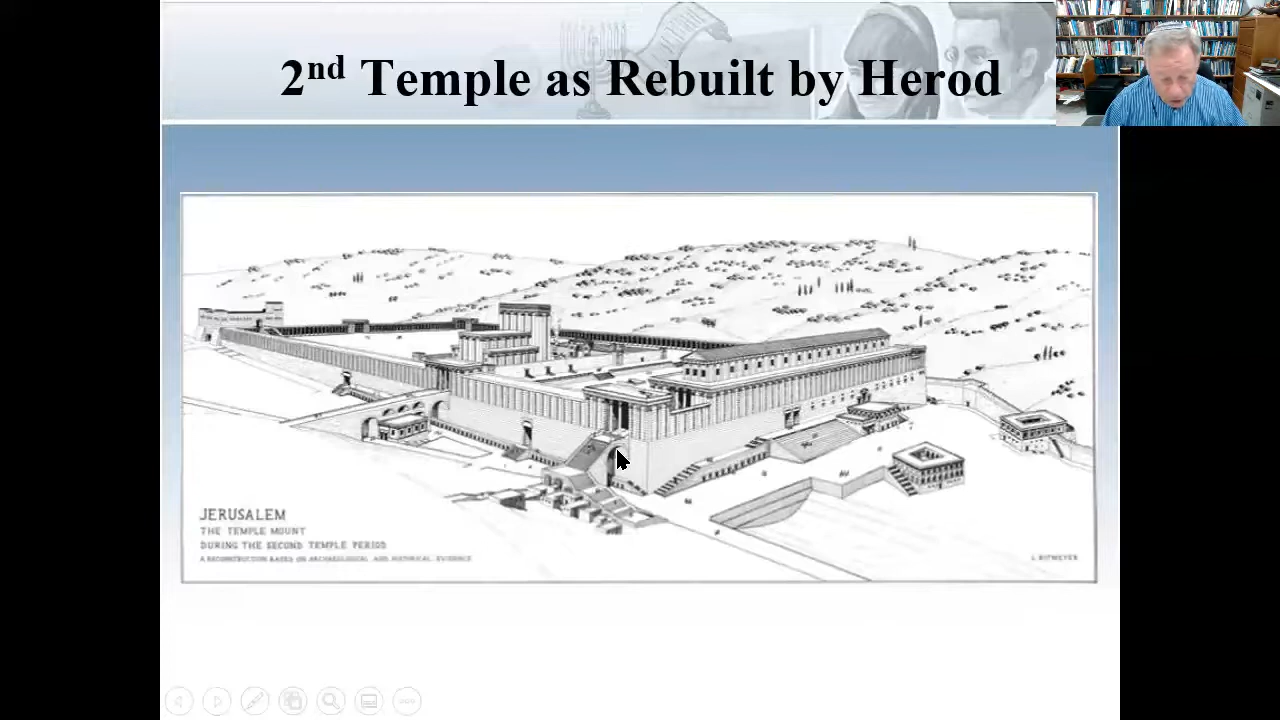 2nd Temple as Rebuilt by Herod
JERUSALEM
THE TEMPLE MOUNT
DURING THE SECOND TEMPLE PERIOD
A RECONSTRUCTION BASED ON ARCHAEOLOGICAL AND HISTORICAL EVIDENCE
L. RITMEYER